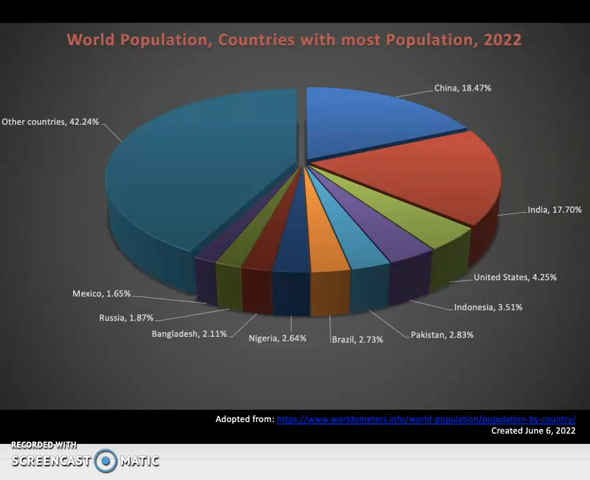 World Population, Countries with most Population, 2022
China, 18.47%
Other countries, 42.24%
India, 17.70%
United States, 4.25%
Mexico, 1.65%
Indonesia, 3.51%
Russia, 1.87%
Bangladesh, 2.11%
Nigeria, 2.64%
Brazil, 2.73%
Pakistan, 2.83%
Adopted from: https://www.worldometers.info/world-population/population-by-country/
Created June 6, 2022
RECORDED WITH
SCREENCAST MATIC